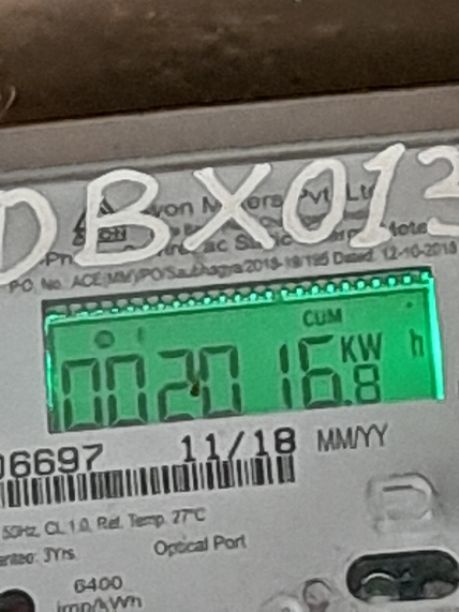 DBX013
P.O. No. ACE(MM)/PO/Saubhagya/2018-19/195 Dated. 12-10-2018
CUM
002016.8 KW h
06697 11/18 MM/YY
50Hz, CL 1.0, Ref. Temp. 27°C
3Yrs. Optical Port
6400
imp/kWh